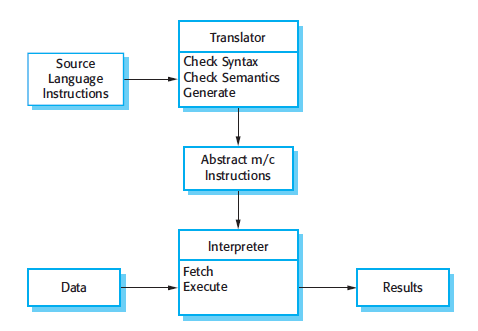 Translator
Source
Language
Instructions
Check Syntax
Check Semantics
Generate
Abstract m/c
Instructions
Interpreter
Fetch
Execute
Data
Results